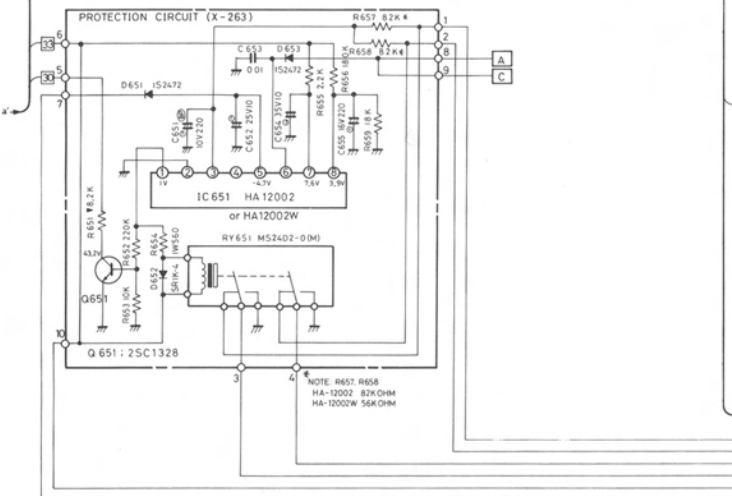 PROTECTION CIRCUIT (X-263)
R657 82K *
1
2
R658 82K *
8
9
A
C
33
6
30
5
7
a'
D651 1S2472
C653
0.01
D653
1S2472
R655 2.2K
R656 180K
C651
10V220
C652 25V10
C654 35V10
C655 16V220
R659 18K
1 2 3 4 5 6 7 8
1V -4.7V 7.6V 3.9V
IC651 HA12002
or HA12002W
R651 ▼8.2K
R652 220K
R654
1W560
RY651 MS24D2-0(M)
43.2V
D652
SR1K-4
Q651
R653 10K
10
Q651 : 2SC1328
3
4
* NOTE: R657, R658
HA-12002 82KOHM
HA-12002W 56KOHM